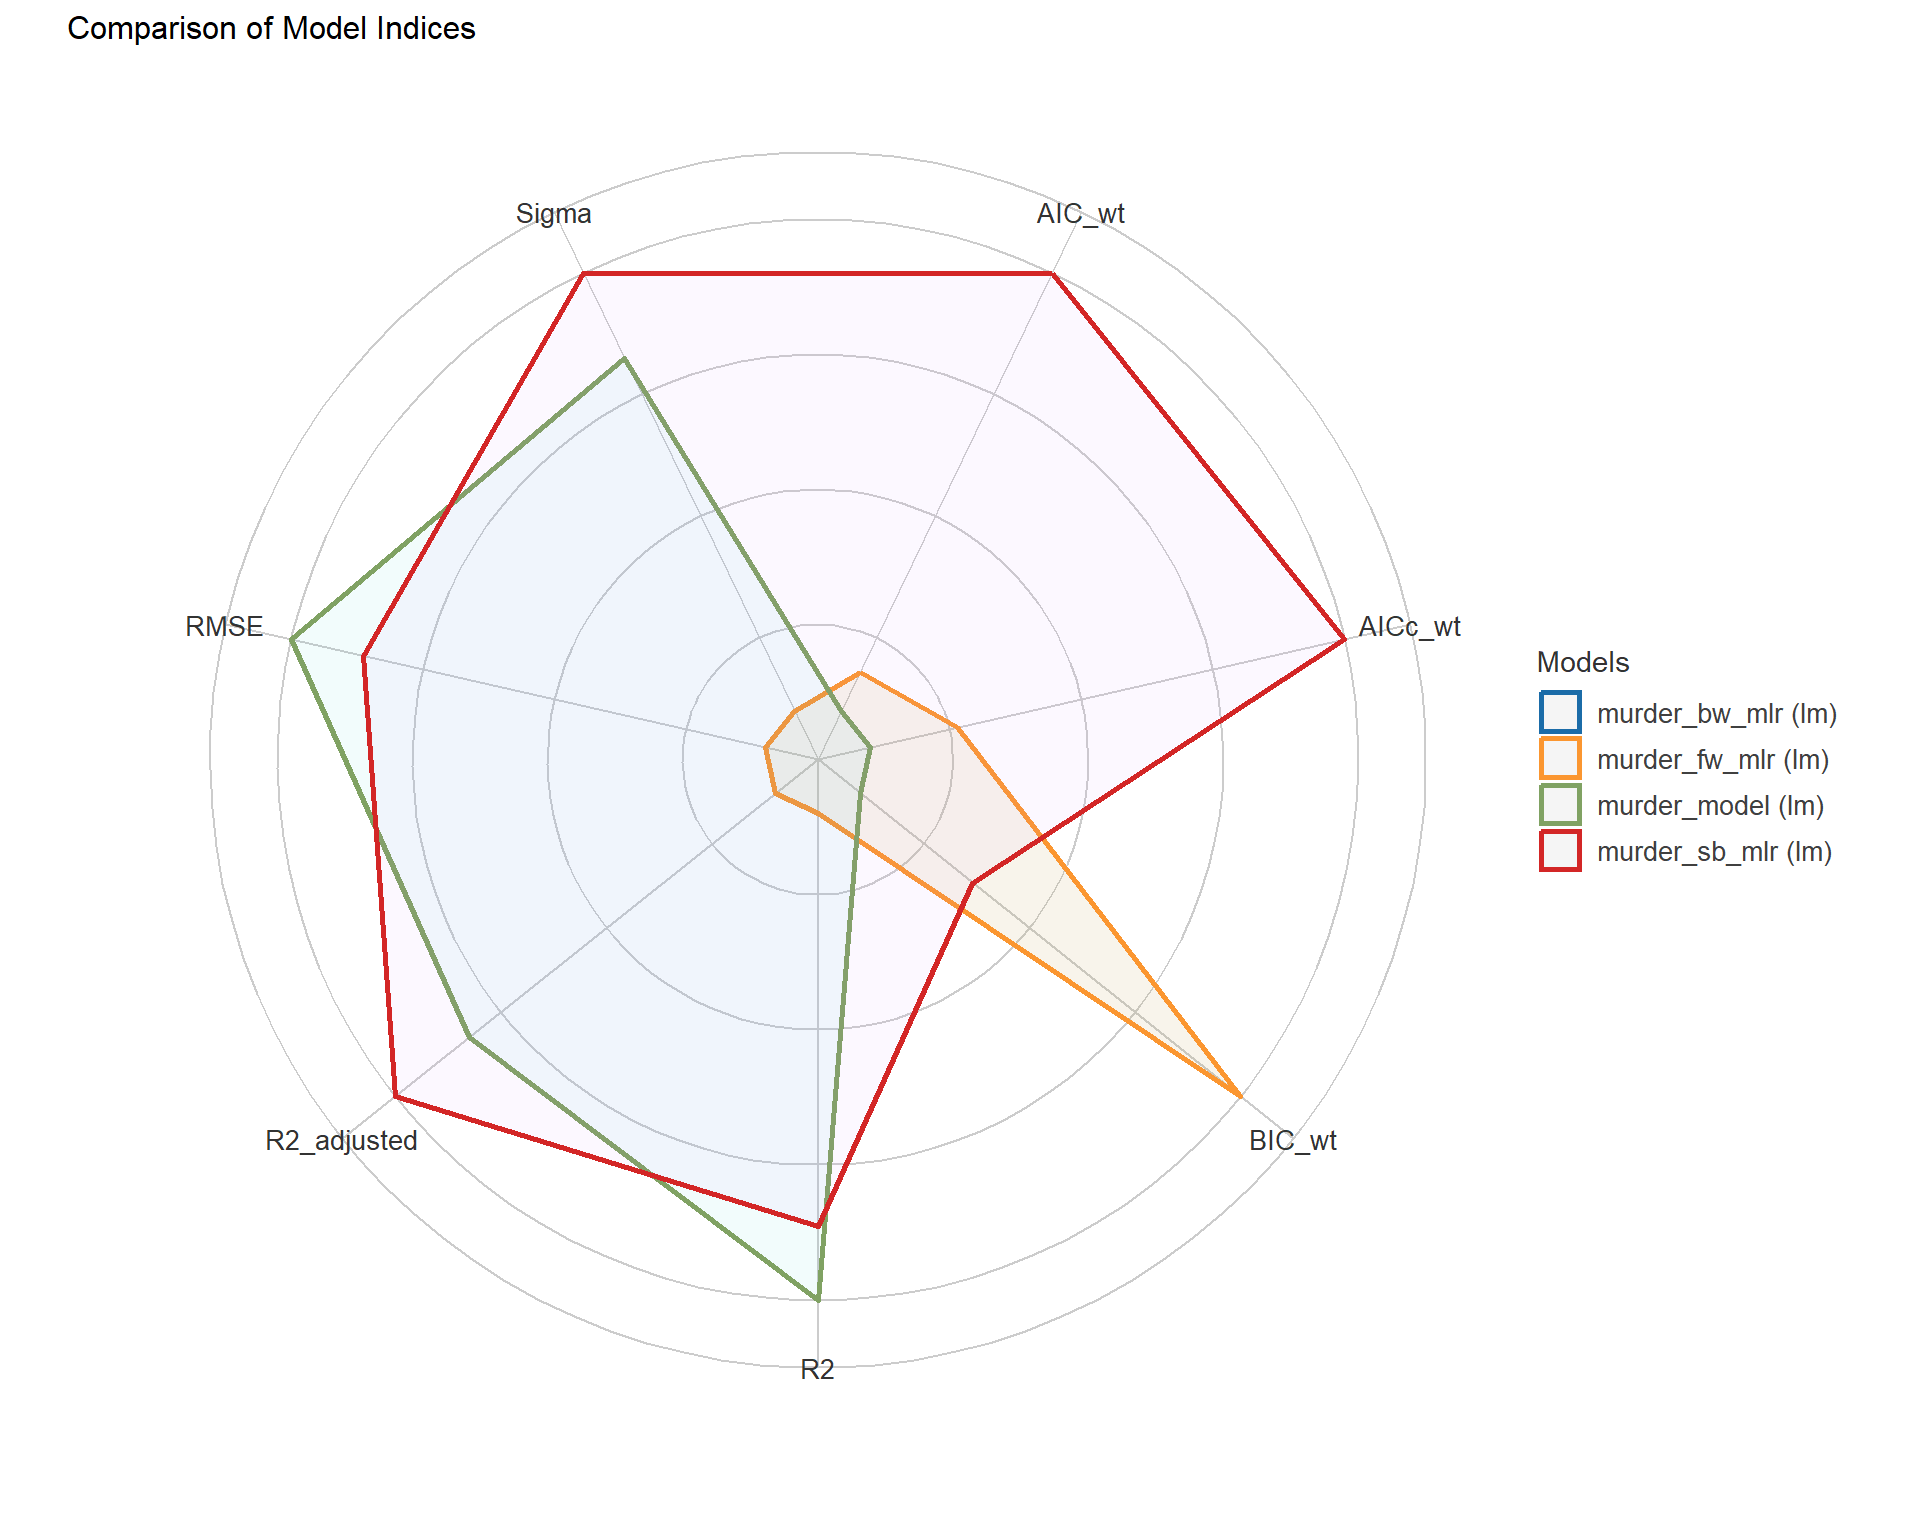 Comparison of Model Indices
Sigma
AIC_wt
RMSE
AICc_wt
R2_adjusted
BIC_wt
R2
Models
murder_bw_mlr (lm)
murder_fw_mlr (lm)
murder_model (lm)
murder_sb_mlr (lm)